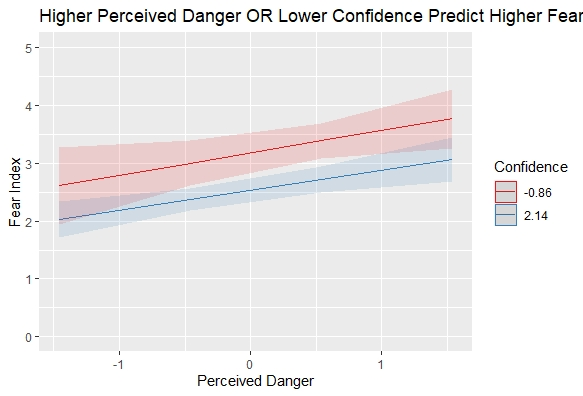 Higher Perceived Danger OR Lower Confidence Predict Higher Fear
5
4
3
2
1
0
Fear Index
-1
0
1
Perceived Danger
Confidence
-0.86
2.14